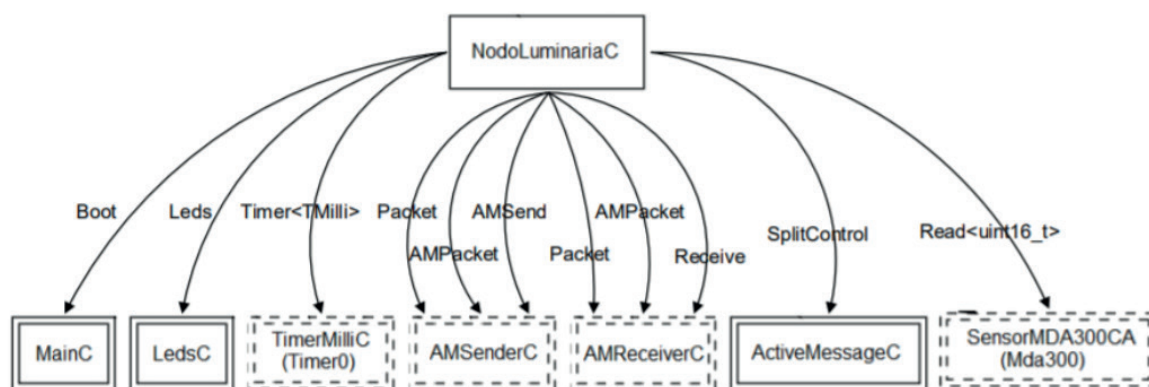 NodoLuminariaC
Boot
Leds
Timer<TMilli>
Packet
AMSend
AMPacket
SplitControl
Read<uint16_t>
AMPacket
Packet
Receive
MainC
LedsC
TimerMilliC
(Timer0)
AMSenderC
AMReceiverC
ActiveMessageC
SensorMDA300CA
(Mda300)